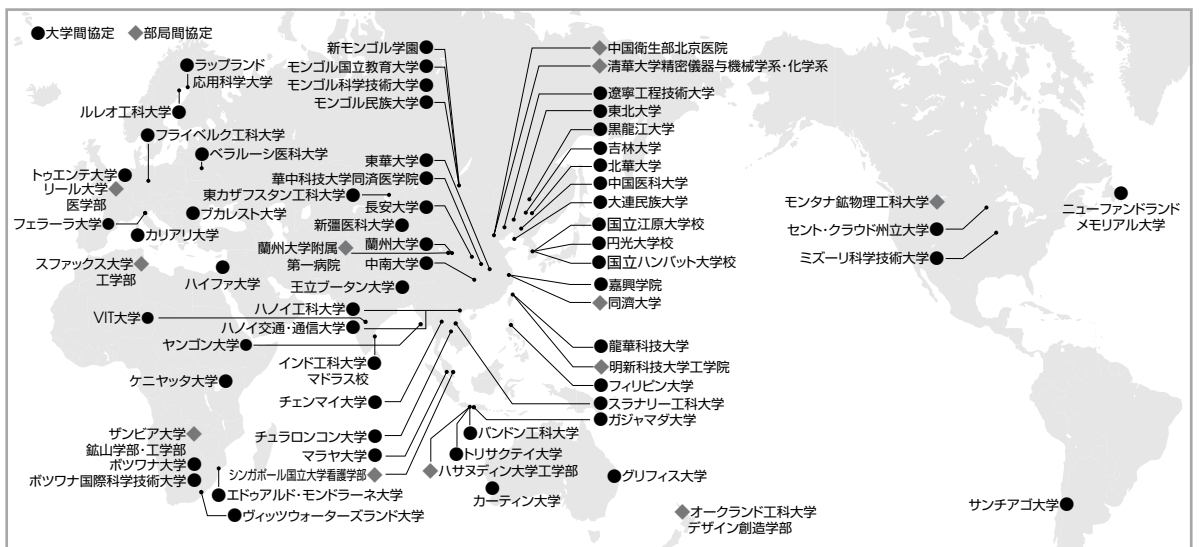 ●大学間協定 ◆部局間協定
●ラップランド
応用科学大学
ルレオ工科大学●
●フライベルク工科大学
●ベラルーシ医科大学
トゥエンテ大学●
リール大学◆
医学部
フェラーラ大学●
●ブカレスト大学
●カリアリ大学
スファックス大学◆
工学部
●
ハイファ大学
VIT大学●
ヤンゴン大学●
ケニヤッタ大学●
ザンビア大学◆
鉱山学部・工学部
ボツワナ大学●
ボツワナ国際科学技術大学●
●エドゥアルド・モンドラーネ大学
●ヴィッツウォーターズランド大学
新モンゴル学園●
モンゴル国立教育大学●
モンゴル科学技術大学●
モンゴル民族大学●
東華大学●
華中科技大学同済医学院●
東カザフスタン工科大学●
長安大学●
新疆医科大学●
蘭州大学附属◆
第一病院
蘭州大学●
中南大学●
王立ブータン大学●
ハノイ工科大学●
ハノイ交通・通信大学●
インド工科大学●
マドラス校
チェンマイ大学●
チュラロンコン大学●
マラヤ大学●
シンガポール国立大学看護学部◆
◆中国衛生部北京医院
◆清華大学精密儀器与機械学系・化学系
●遼寧工程技術大学
●東北大学
●黒龍江大学
●吉林大学
●北華大学
●中国医科大学
●大連民族大学
●国立江原大学校
●円光大学校
●国立ハンバット大学校
●嘉興学院
◆同濟大学
●龍華科技大学
◆明新科技大学工学院
●フィリピン大学
●スラナリー工科大学
●ガジャマダ大学
●バンドン工科大学
●トリサクテイ大学
◆ハサヌディン大学工学部
●
カーティン大学
●グリフィス大学
◆オークランド工科大学
デザイン創造学部
モンタナ鉱物理工科大学◆
セント・クラウド州立大学●
ミズーリ科学技術大学●
●
ニューファンドランド
メモリアル大学
サンチアゴ大学●